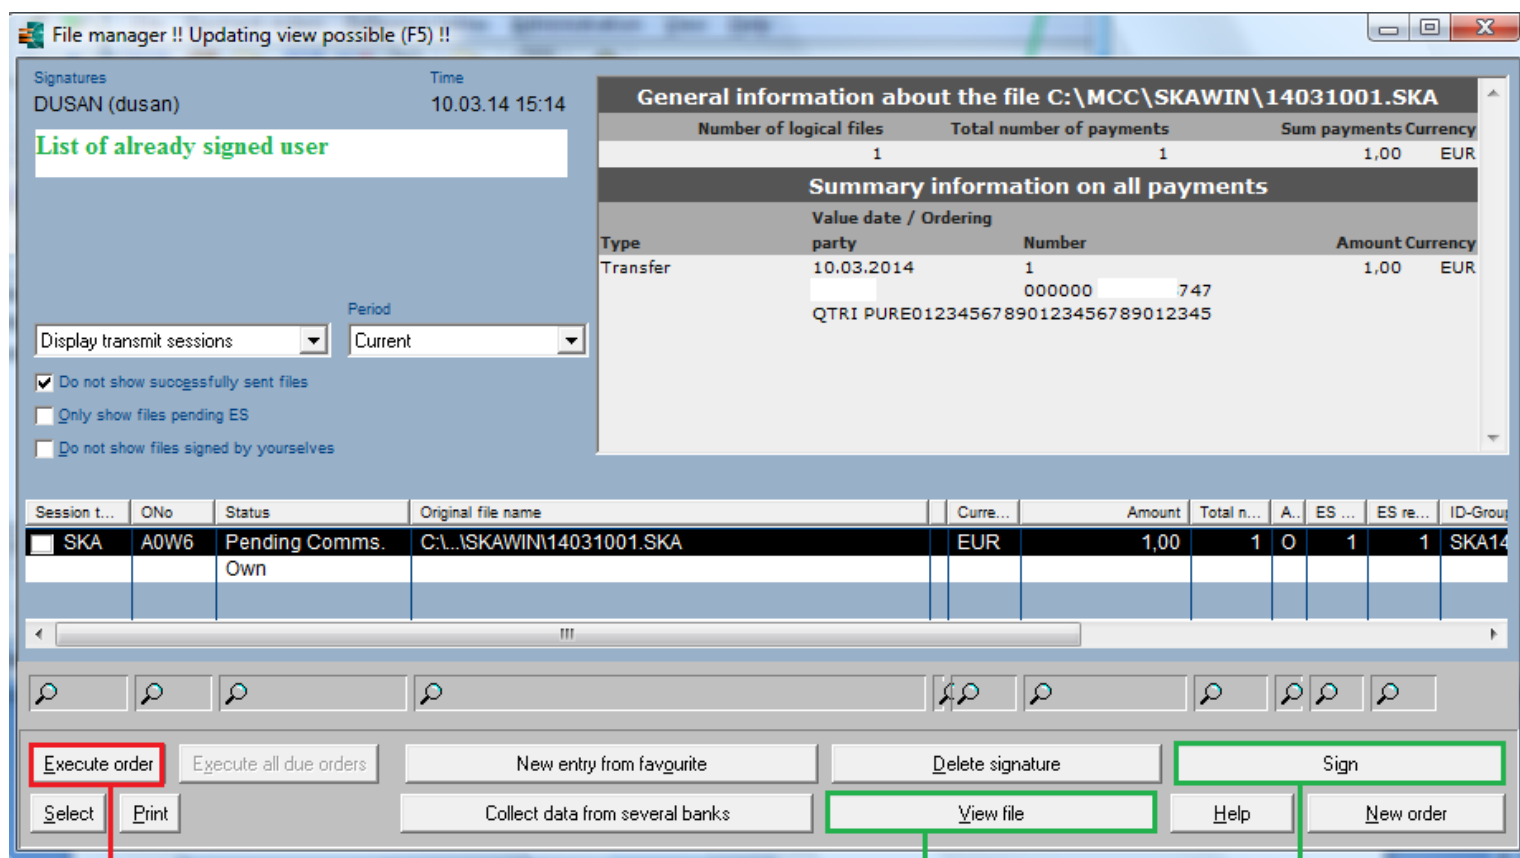 File manager !! Updating view possible (F5) !!
Signatures Time
DUSAN (dusan) 10.03.14 15:14
List of already signed user
General information about the file C:\MCC\SKAWIN\14031001.SKA
Number of logical files Total number of payments Sum payments Currency
1 1 1,00 EUR
Summary information on all payments
Value date / Ordering
Type party Number Amount Currency
Transfer 10.03.2014 1 1,00 EUR
000000 747
QTRI PURE01234567890123456789012345
Period
Display transmit sessions Current
Do not show successfully sent files
Only show files pending ES
Do not show files signed by yourselves
Session t... ONo Status Original file name Curre... Amount Total n... A.. ES ... ES re... ID-Group
SKA A0W6 Pending Comms. C:\...\SKAWIN\14031001.SKA EUR 1,00 1 O 1 1 SKA14
Own
Execute order Execute all due orders New entry from favourite Delete signature Sign
Select Print Collect data from several banks View file Help New order